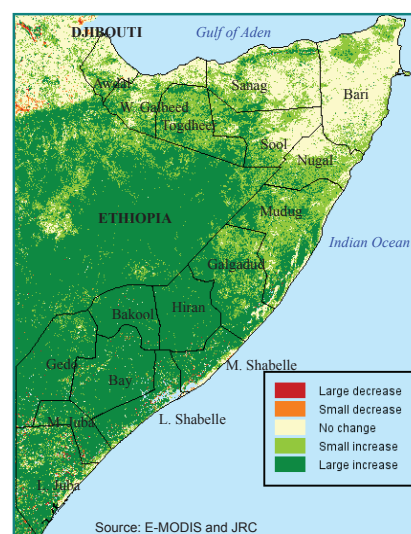 DJIBOUTI
Gulf of Aden
Awdal
Sanag
Bari
W. Galbeed
Togdheer
Sool
Nugal
ETHIOPIA
Mudug
Indian Ocean
Galgadud
Hiran
Bakool
Gedo
Bay
M. Shabelle
L. Shabelle
M. Juba
L. Juba
Large decrease
Small decrease
No change
Small increase
Large increase
Source: E-MODIS and JRC